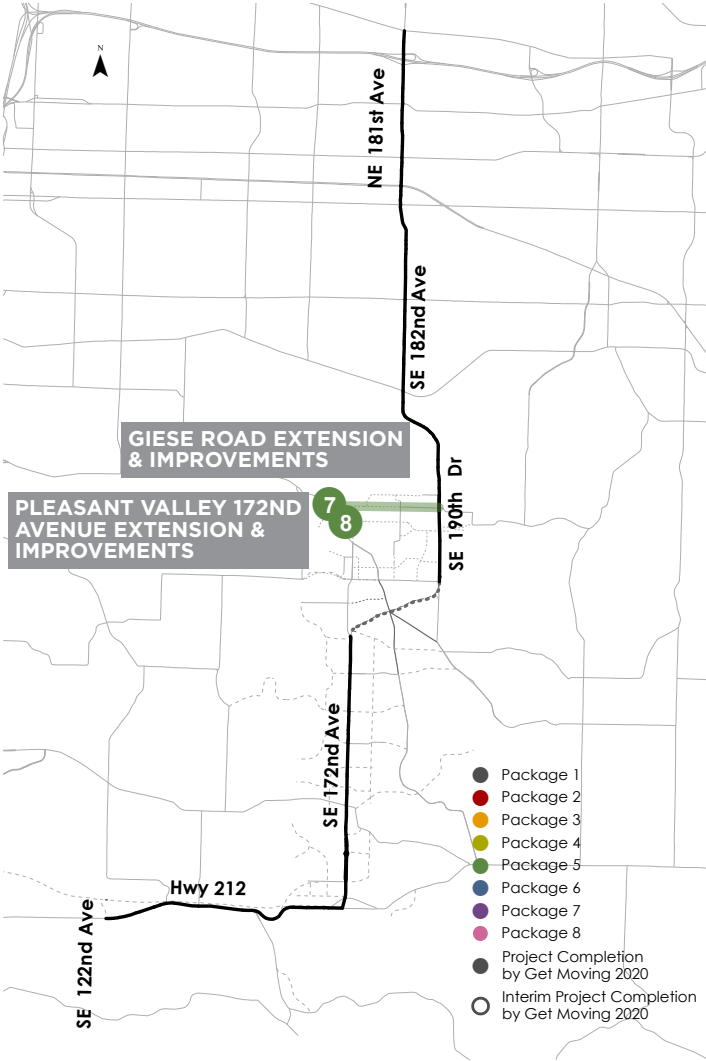 N
NE 181st Ave
SE 182nd Ave
GIESE ROAD EXTENSION
& IMPROVEMENTS
SE 190th Dr
PLEASANT VALLEY 172ND
AVENUE EXTENSION &
IMPROVEMENTS
7
8
SE 172nd Ave
Hwy 212
SE 122nd Ave
Package 1
Package 2
Package 3
Package 4
Package 5
Package 6
Package 7
Package 8
Project Completion
by Get Moving 2020
Interim Project Completion
by Get Moving 2020